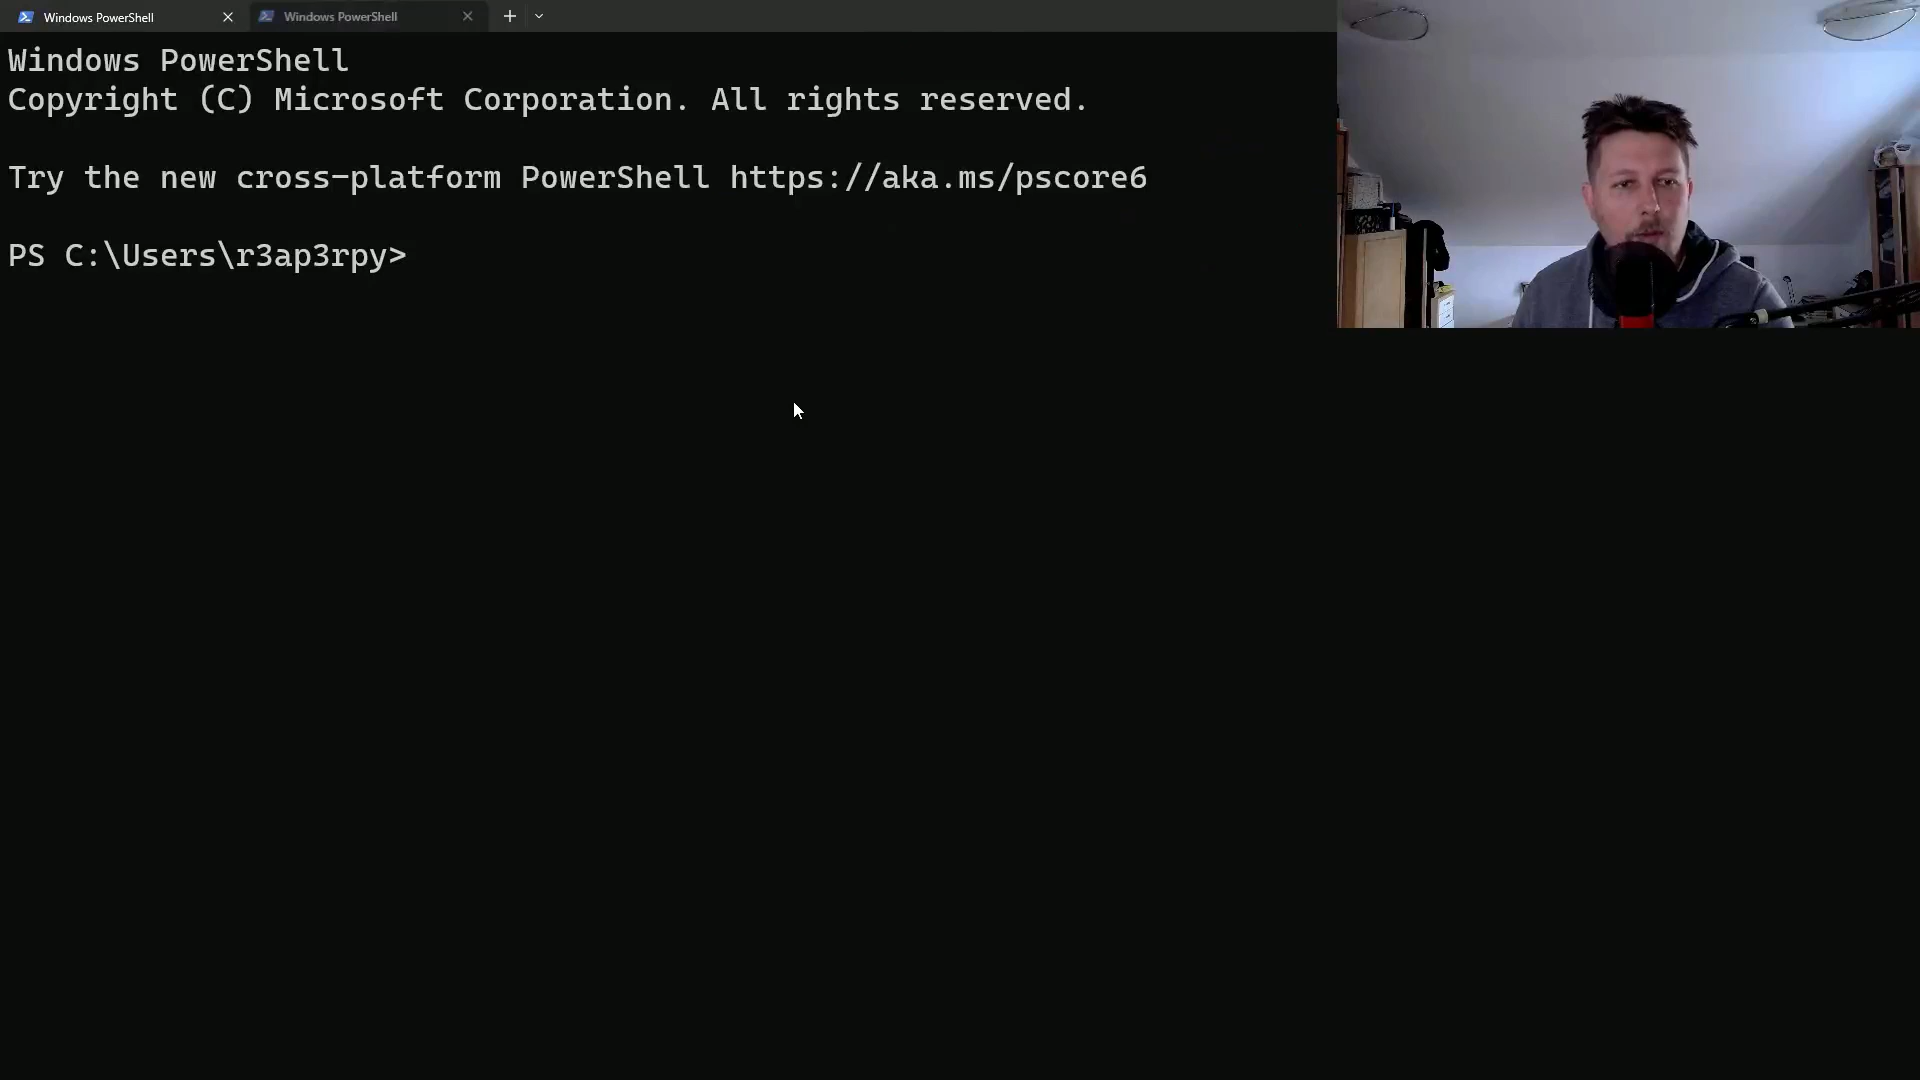 Windows PowerShell
Windows PowerShell
Windows PowerShell
Copyright (C) Microsoft Corporation. All rights reserved.
Try the new cross-platform PowerShell https://aka.ms/pscore6
PS C:\Users\r3ap3rpy>